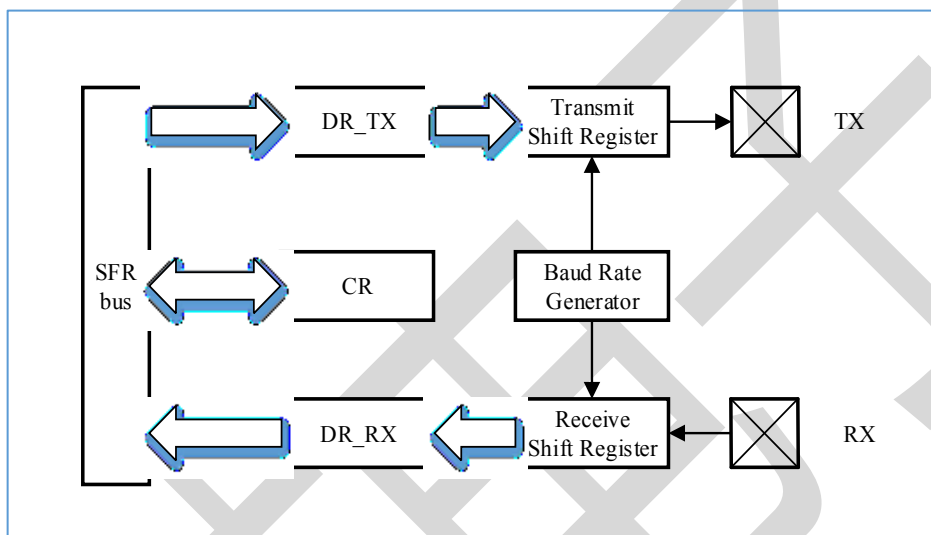 DR_TX
Transmit
Shift Register
TX
SFR
bus
CR
Baud Rate
Generator
DR_RX
Receive
Shift Register
RX